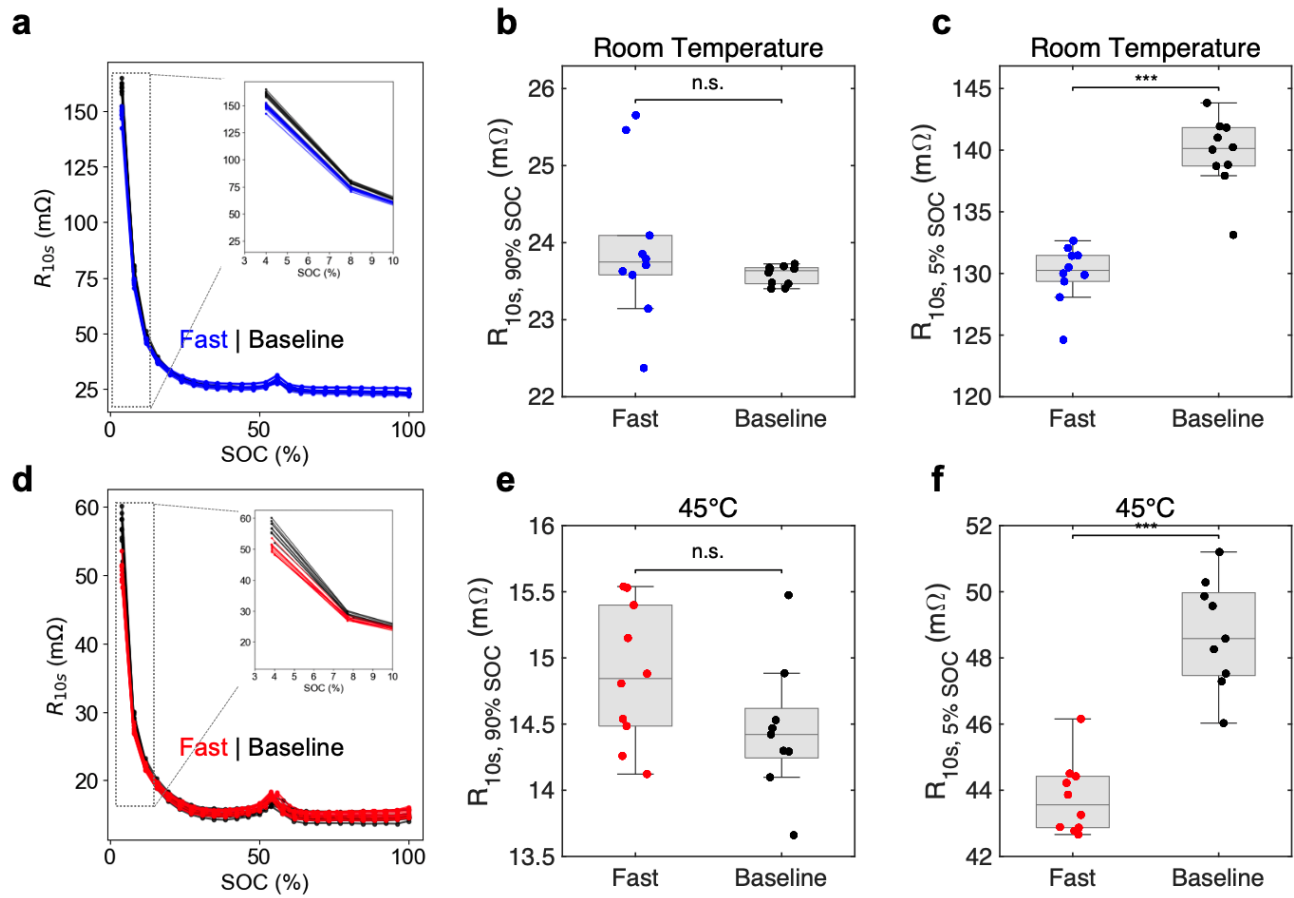 a
150
125
100
75
50
25
R10s (mΩ)
0
50
100
SOC (%)
Fast | Baseline
150
125
100
75
50
25
3 4 5 6 7 8 9 10
SOC (%)
b
Room Temperature
n.s.
26
25
24
23
22
R10s, 90% SOC (mΩ)
Fast
Baseline
c
Room Temperature
***
145
140
135
130
125
120
R10s, 5% SOC (mΩ)
Fast
Baseline
d
60
50
40
30
20
R10s (mΩ)
0
50
100
SOC (%)
Fast | Baseline
60
50
40
30
20
3 4 5 6 7 8 9 10
SOC (%)
e
45°C
n.s.
16
15.5
15
14.5
14
13.5
R10s, 90% SOC (mΩ)
Fast
Baseline
f
45°C
***
52
50
48
46
44
42
R10s, 5% SOC (mΩ)
Fast
Baseline